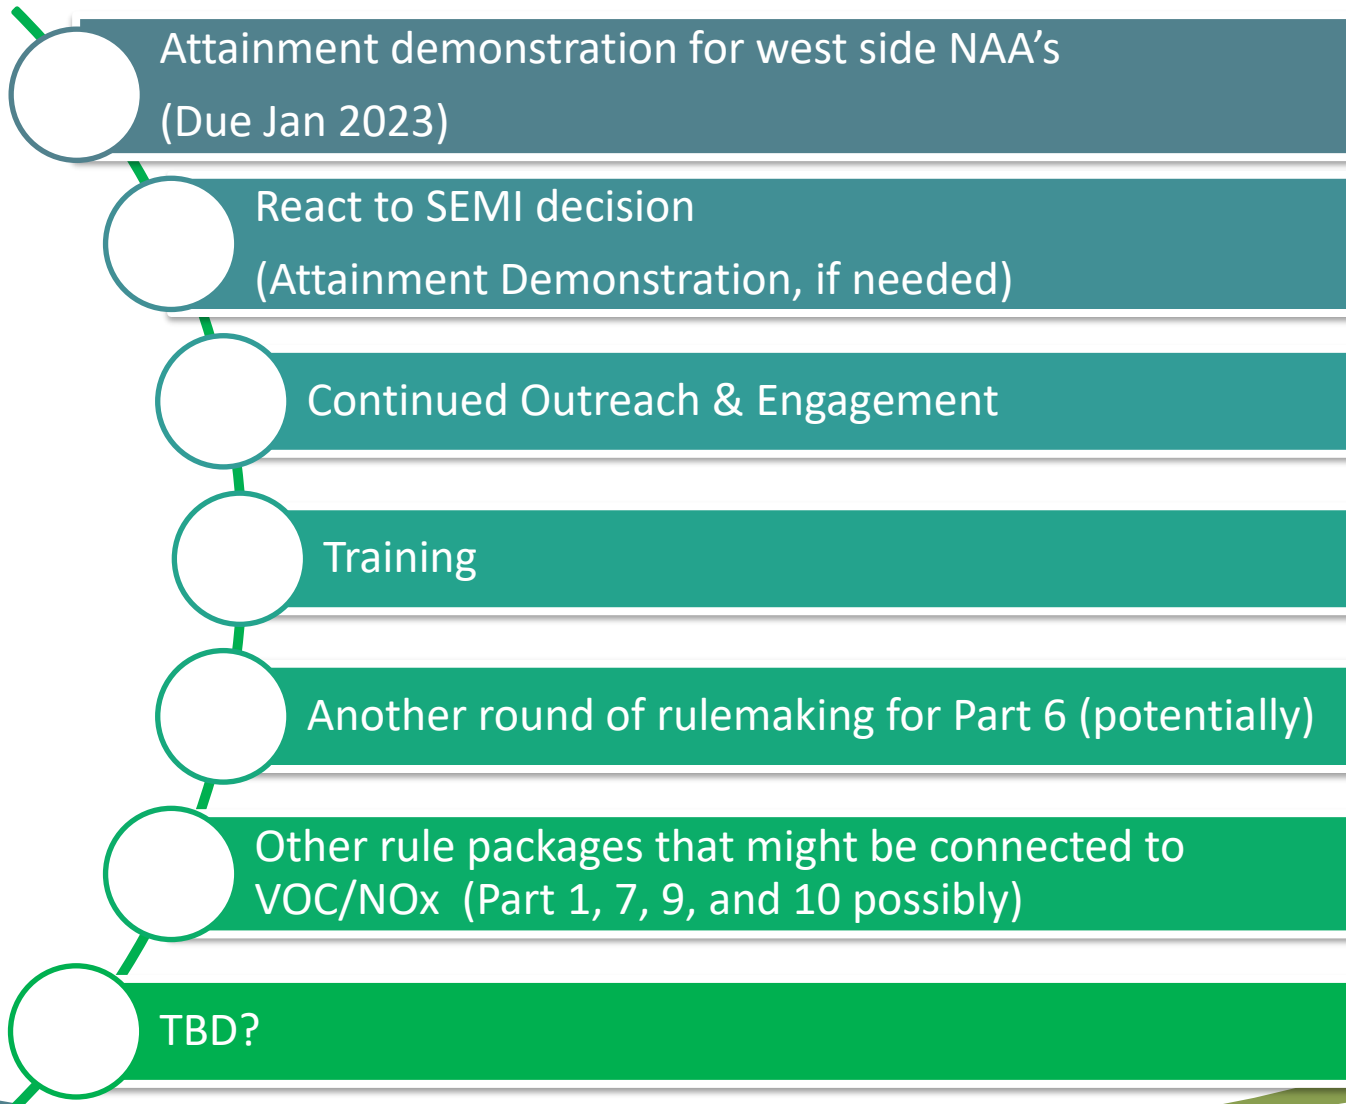 Attainment demonstration for west side NAA’s
(Due Jan 2023)
React to SEMI decision
(Attainment Demonstration, if needed)
Continued Outreach & Engagement
Training
Another round of rulemaking for Part 6 (potentially)
Other rule packages that might be connected to
VOC/NOx  (Part 1, 7, 9, and 10 possibly)
TBD?